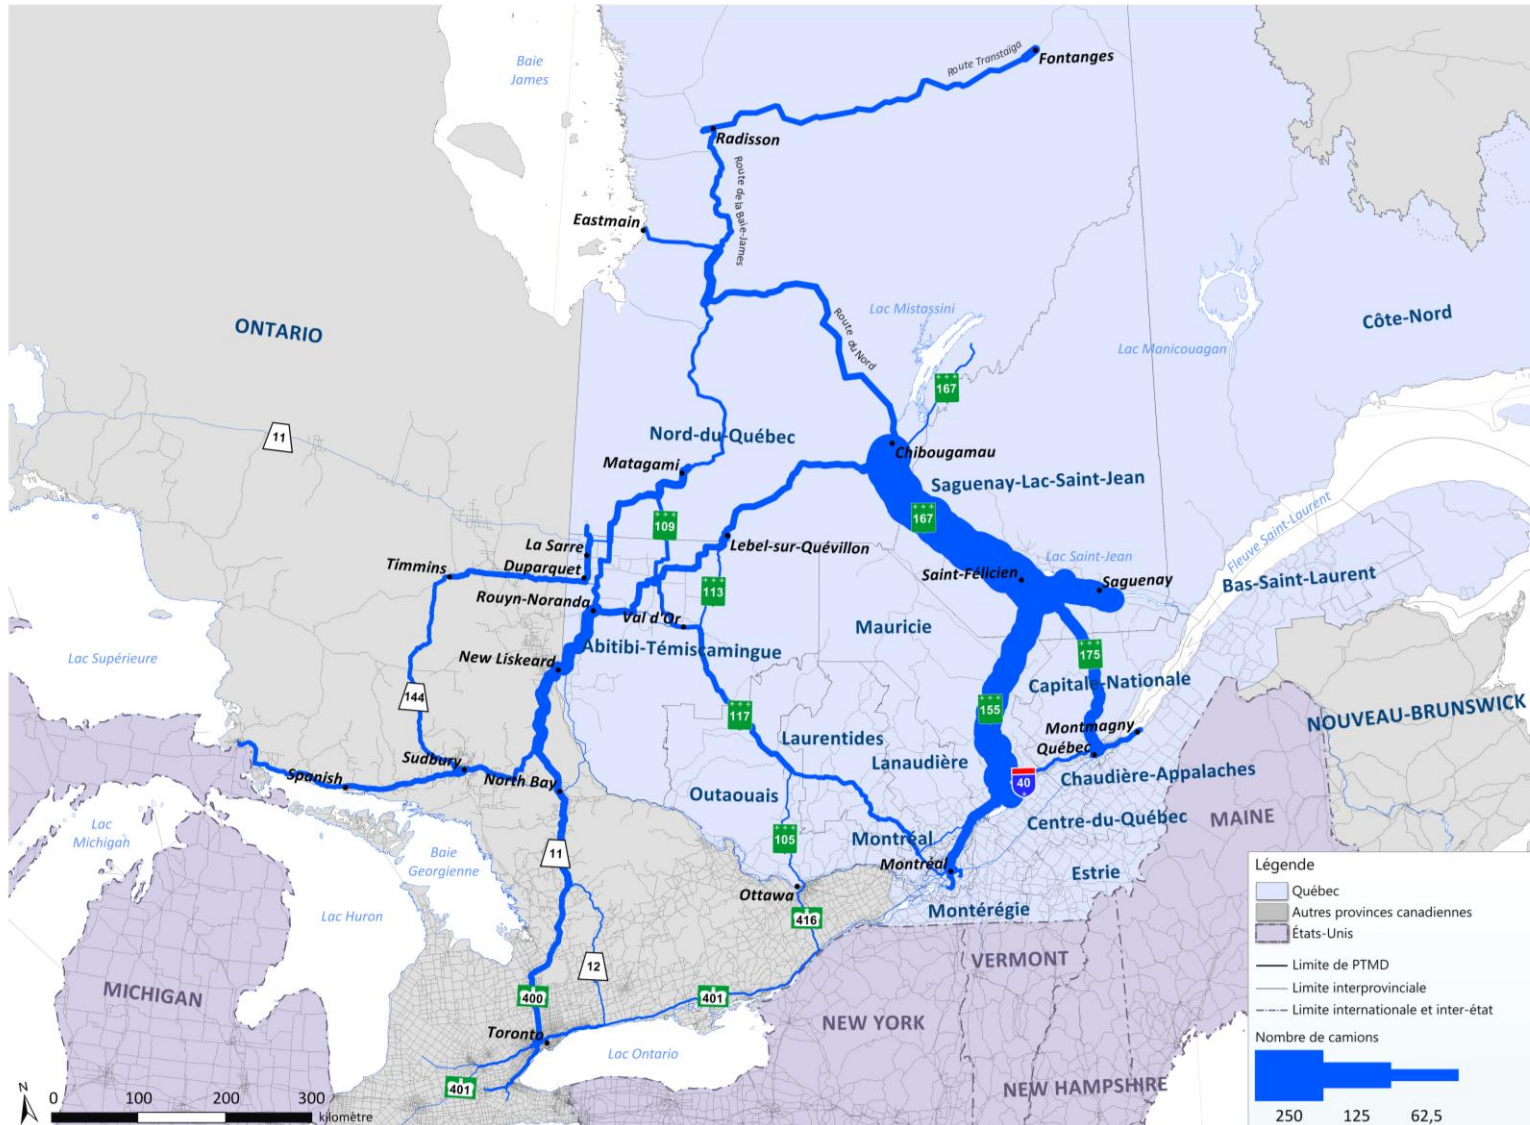 Baie
James
Route Transtaïga
Fontanges
Radisson
Route de la Baie-James
Eastmain
Route du Nord
Lac Mistassini
ONTARIO
Côte-Nord
Lac Manicouagan
167
11
Nord-du-Québec
Chibougamau
Matagami
Saguenay-Lac-Saint-Jean
167
109
Lebel-sur-Quévillon
La Sarre
Lac Saint-Jean
Fleuve Saint-Laurent
Timmins
Duparquet
Saint-Félicien
Saguenay
Bas-Saint-Laurent
113
Rouyn-Noranda
Val d'Or
Mauricie
Abitibi-Témiscamingue
Lac Supérieure
New Liskeard
175
Capitale-Nationale
144
155
117
Montmagny
NOUVEAU-BRUNSWICK
Laurentides
Québec
Sudbury
Lanaudière
Spanish
North Bay
40
Chaudière-Appalaches
Outaouais
Centre-du-Québec
MAINE
Lac
Michigah
105
Montréal
Baie
Georgienne
11
Montréal
Estrie
Ottawa
Lac Huron
416
Montérégie
12
VERMONT
MICHIGAN
400
401
NEW YORK
Toronto
Lac Ontario
401
NEW HAMPSHIRE
N
0 100 200 300
kilomètre
Légende
Québec
Autres provinces canadiennes
États-Unis
Limite de PTMD
Limite interprovinciale
Limite internationale et inter-état
Nombre de camions
250 125 62,5